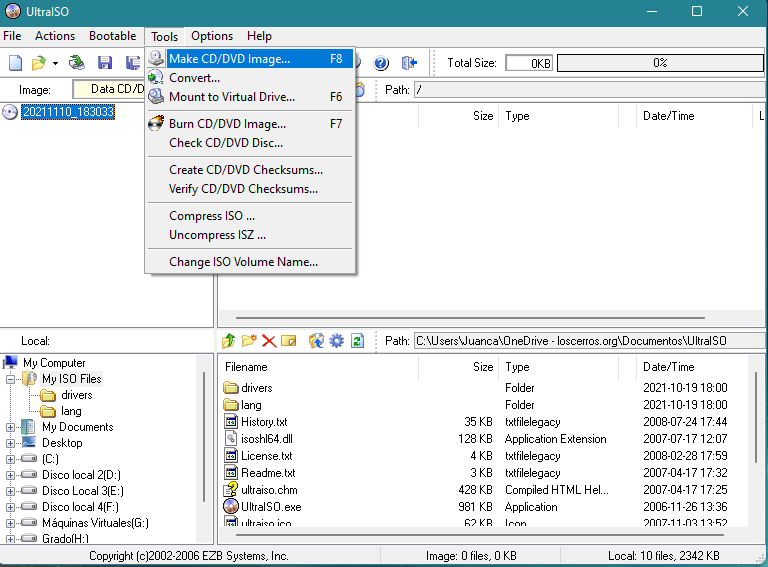 UltraISO
File Actions Bootable Tools Options Help
Total Size: 0KB 0%
Image: Data CD/D
Path: /
20211110_183033
Size Type Date/Time L
Make CD/DVD Image... F8
Convert...
Mount to Virtual Drive... F6
Burn CD/DVD Image... F7
Check CD/DVD Disc...
Create CD/DVD Checksums...
Verify CD/DVD Checksums...
Compress ISO ...
Uncompress ISZ ...
Change ISO Volume Name...
Local:
Path: C:\Users\Juanca\OneDrive - loscerros.org\Documentos\UltraISO
My Computer
My ISO Files
drivers
lang
My Documents
Desktop
(C:)
Disco local 2(D:)
Disco Local 3(E:)
Disco local 4(F:)
Máquinas Virtuales(G:)
Grado(H:)
Filename Size Type Date/Time
drivers Folder 2021-10-19 18:00
lang Folder 2021-10-19 18:00
History.txt 35 KB txtfilelegacy 2008-07-24 17:44
isoshl64.dll 128 KB Application Extension 2007-07-17 12:07
License.txt 4 KB txtfilelegacy 2008-02-28 17:59
Readme.txt 3 KB txtfilelegacy 2007-04-17 17:32
ultraiso.chm 428 KB Compiled HTML Hel... 2007-04-17 17:25
UltraISO.exe 981 KB Application 2006-11-26 13:36
ultraiso.ico 62 KB Icon 2007-11-03 13:52
Copyright (c)2002-2006 EZB Systems, Inc.
Image: 0 files, 0 KB
Local: 10 files, 2342 KB